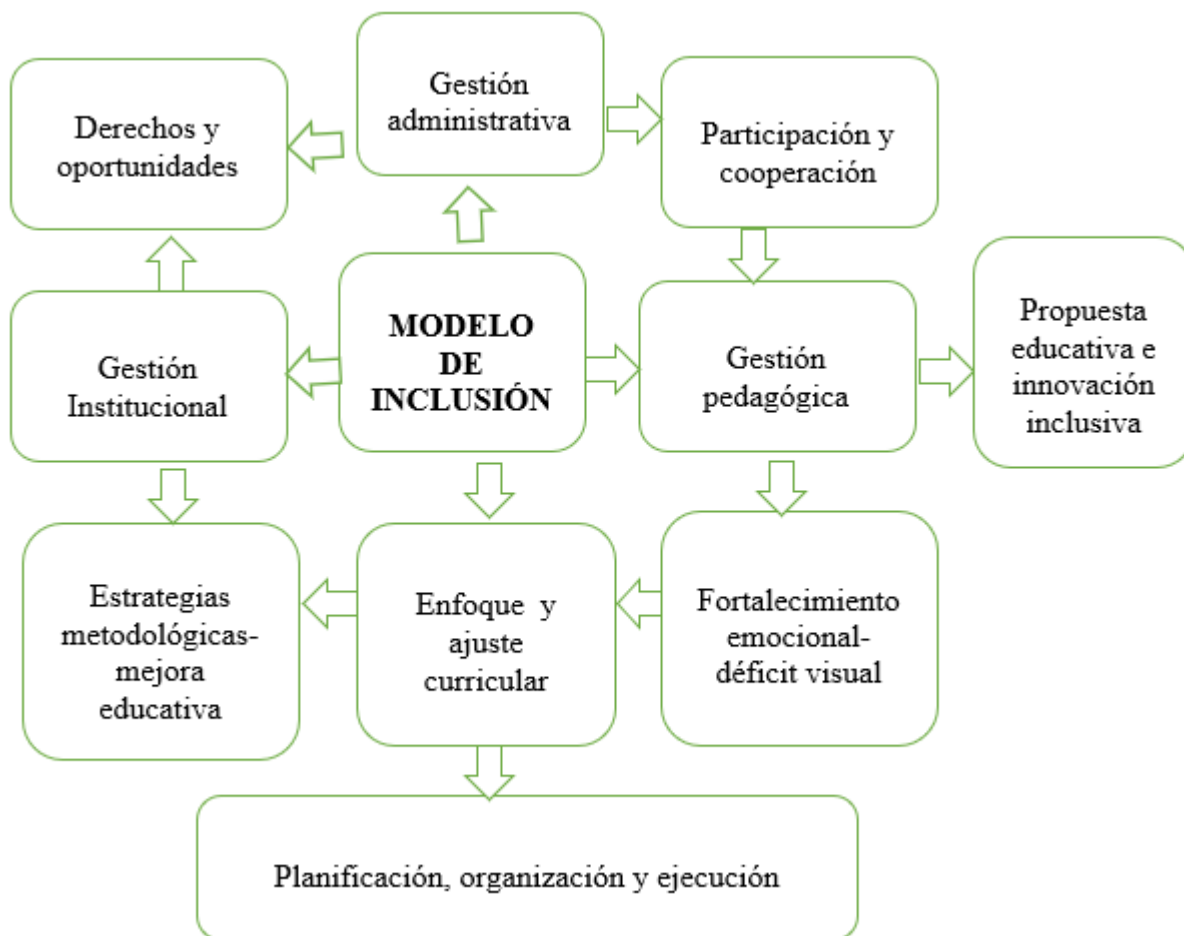 Gestión
administrativa
Derechos y
oportunidades
Participación y
cooperación
MODELO
DE
INCLUSIÓN
Gestión
Institucional
Gestión
pedagógica
Propuesta
educativa e
innovación
inclusiva
Estrategias
metodológicas-
mejora
educativa
Enfoque y
ajuste
curricular
Fortalecimiento
emocional-
déficit visual
Planificación, organización y ejecución